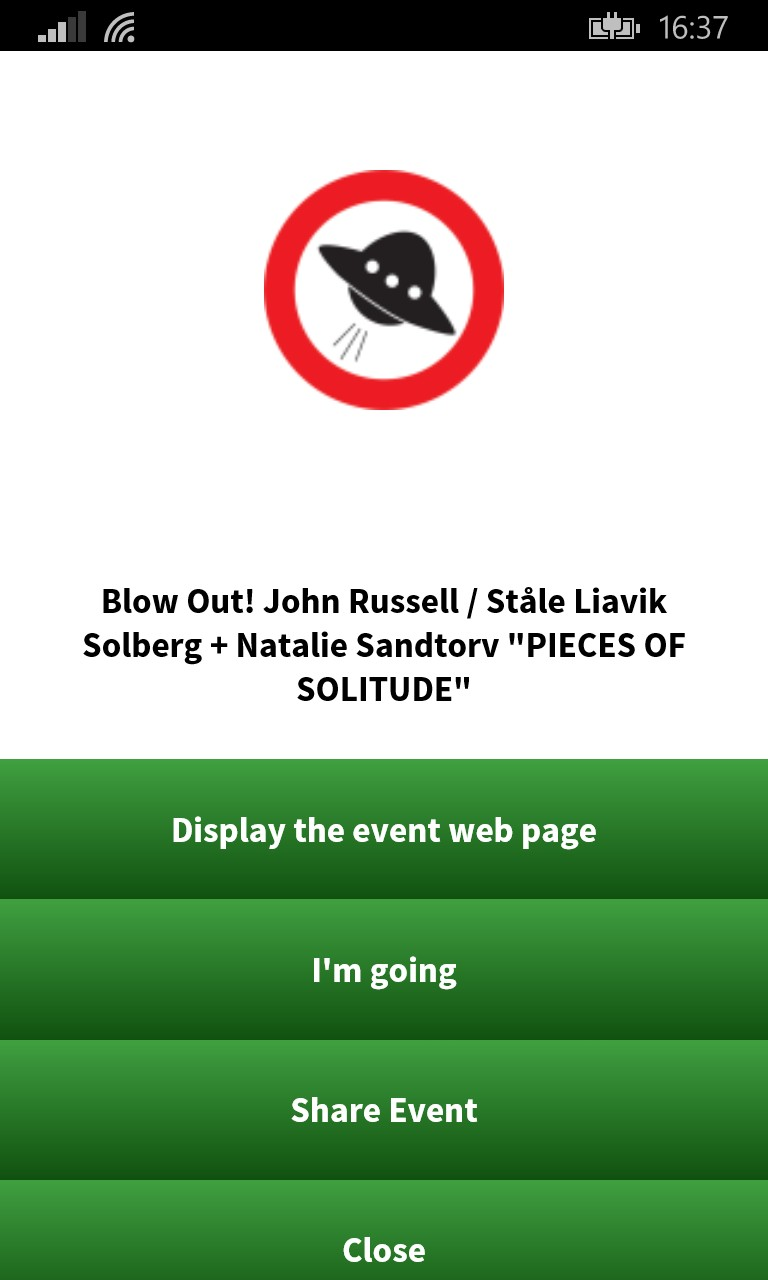 16:37
Blow Out! John Russell / Ståle Liavik
Solberg + Natalie Sandtorv "PIECES OF
SOLITUDE"
Display the event web page
I'm going
Share Event
Close